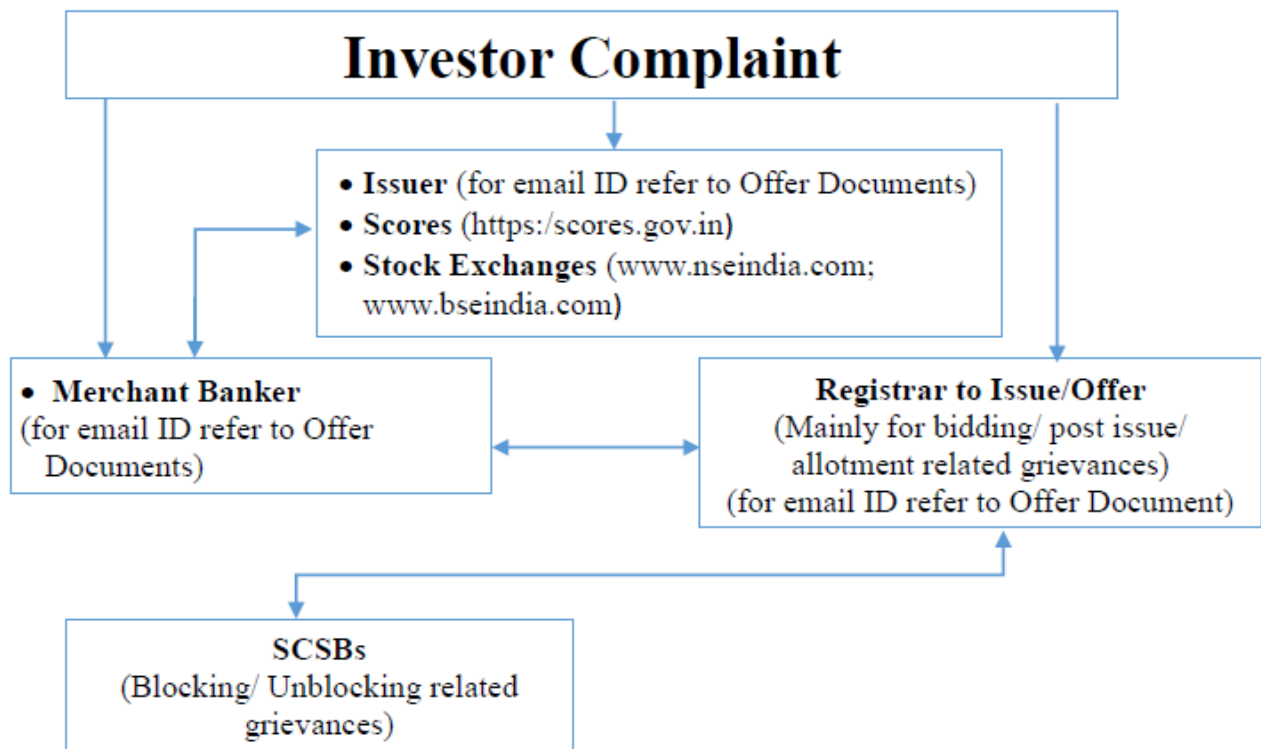 Investor Complaint
• Issuer (for email ID refer to Offer Documents)
• Scores (https:/scores.gov.in)
• Stock Exchanges (www.nseindia.com;
www.bseindia.com)
• Merchant Banker
(for email ID refer to Offer
Documents)
Registrar to Issue/Offer
(Mainly for bidding/ post issue/
allotment related grievances)
(for email ID refer to Offer Document)
SCSBs
(Blocking/ Unblocking related
grievances)